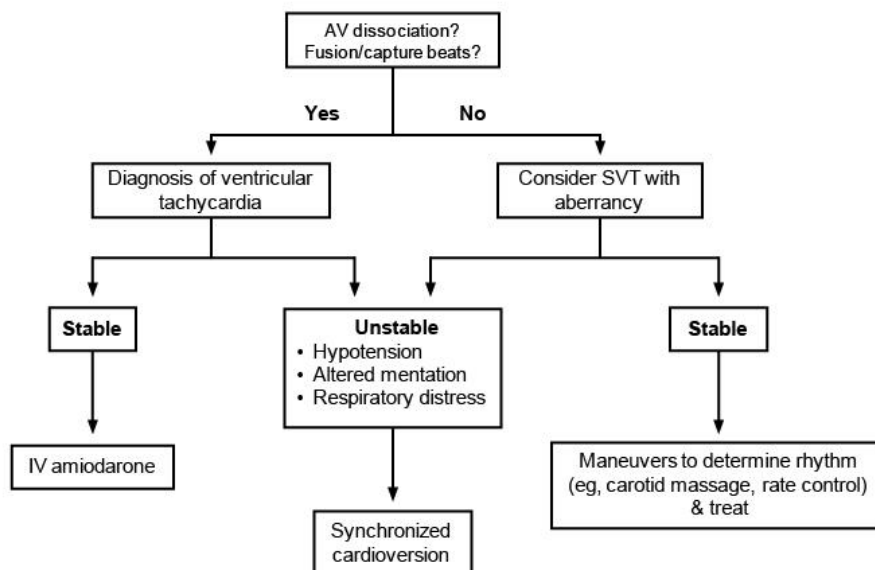 AV dissociation?
Fusion/capture beats?
Yes
No
Diagnosis of ventricular
tachycardia
Consider SVT with
aberrancy
Stable
Unstable
• Hypotension
• Altered mentation
• Respiratory distress
Stable
IV amiodarone
Synchronized
cardioversion
Maneuvers to determine rhythm
(eg, carotid massage, rate control)
& treat